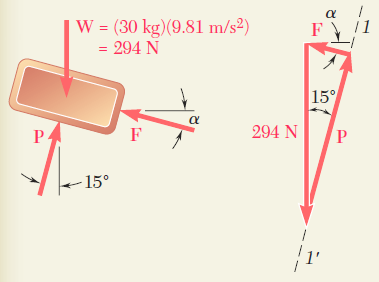 W = (30 kg)(9.81 m/s²)
= 294 N
α
F
P
15°
α
F
1
15°
294 N
P
1'